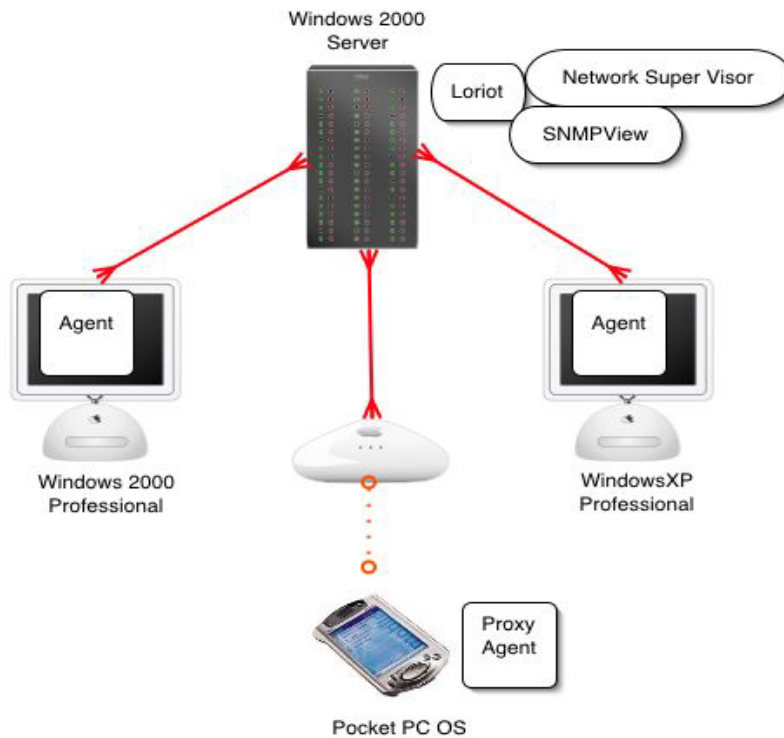 Windows 2000
Server
Loriot
Network Super Visor
SNMPView
Agent
Agent
Windows 2000
Professional
WindowsXP
Professional
Proxy
Agent
Pocket PC OS